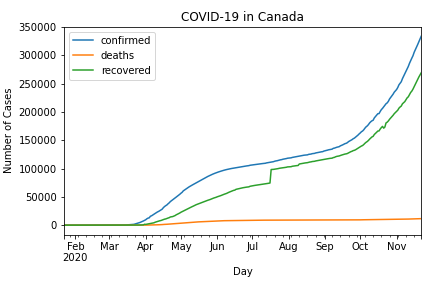 COVID-19 in Canada
confirmed
deaths
recovered
350000
300000
250000
200000
150000
100000
50000
0
Number of Cases
Feb Mar Apr May Jun Jul Aug Sep Oct Nov
2020
Day